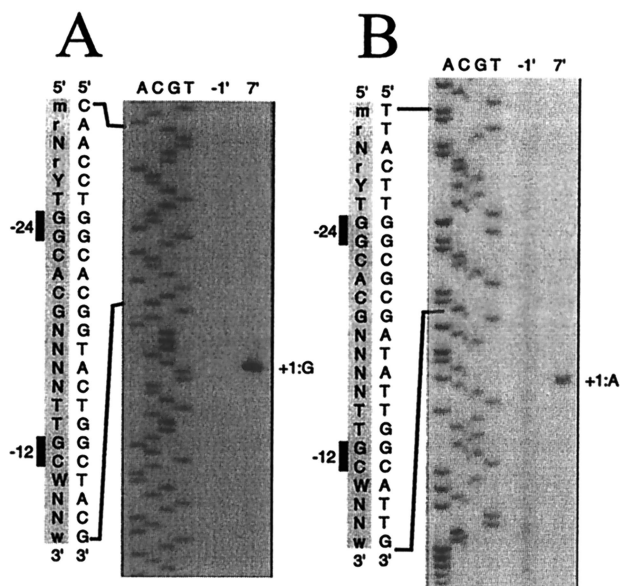 A
A C G T -1' 7'
5' m r N r Y T G G C A C G N N N N T T G C W N N w 3'
5' C A A C C T G G C A C G G T A C T G G C T A C G 3'
-24
-12
+1:G
B
A C G T -1' 7'
5' m r N r Y T G G C A C G N N N N T T G C W N N w 3'
5' T T A C T T G G C G C G A T A T T G G C A T T G 3'
-24
-12
+1:A